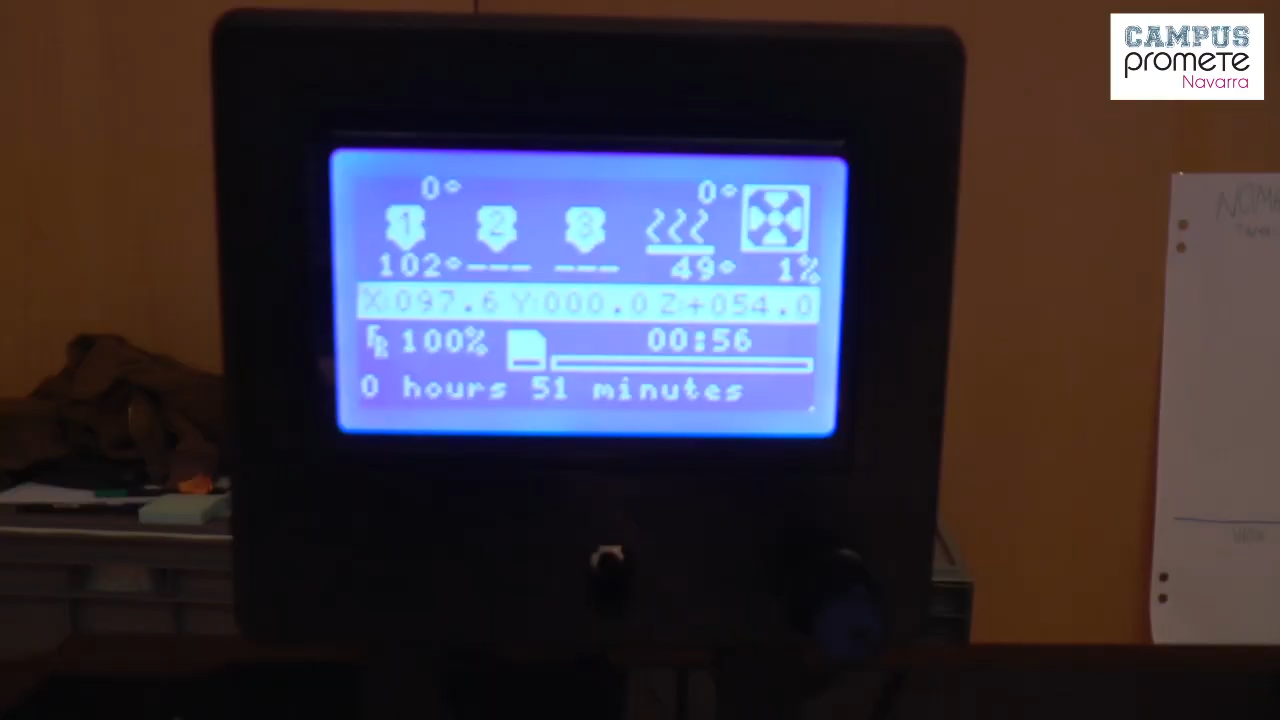 CAMPUS
promete
Navarra
0° 0°
1 2 3
102° --- --- 49° 1%
X:097.6 Y:000.0 Z:+054.0
FR 100% 00:56
0 hours 51 minutes